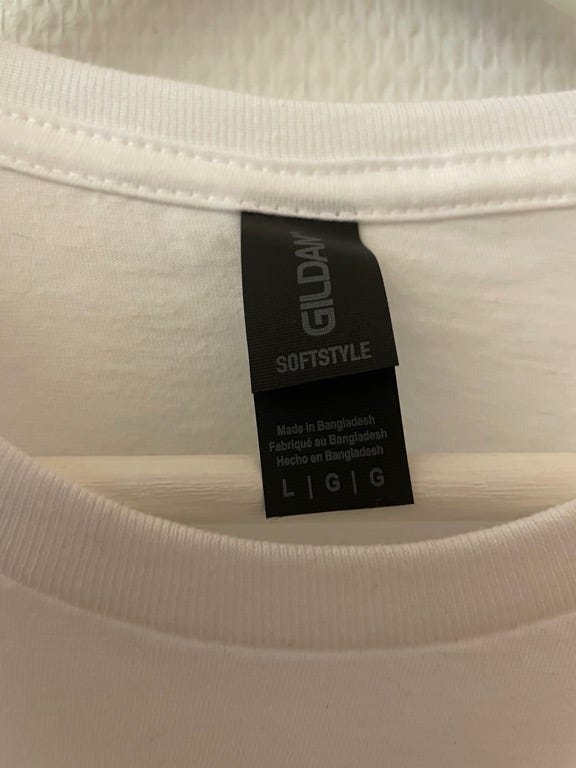 GILDAN
SOFTSTYLE
Made in Bangladesh
Fabriqué au Bangladesh
Hecho en Bangladesh
L | G | G